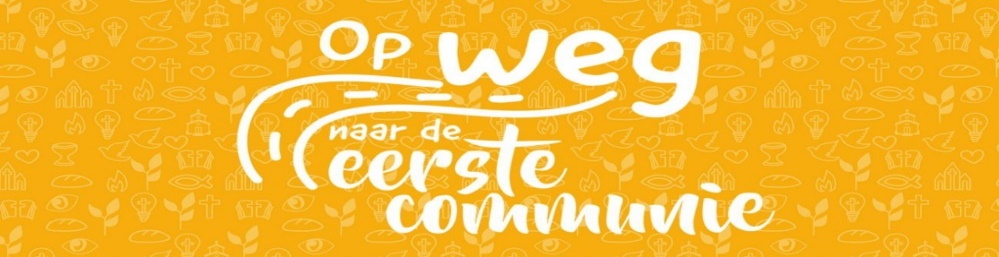 Op weg
naar de
eerste
communie